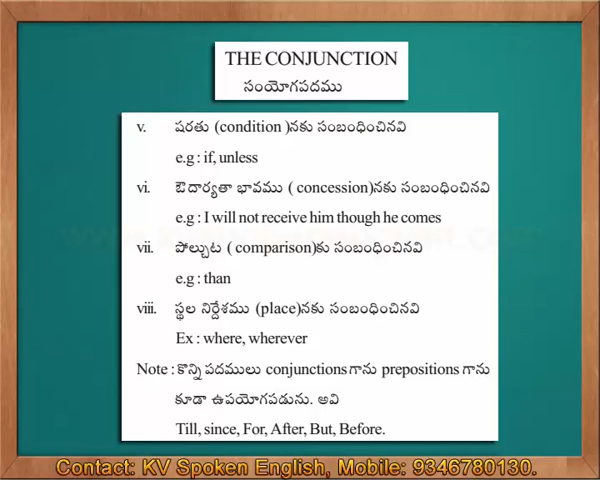 THE CONJUNCTION
సంయోగపదము
v. షరతు (condition )నకు సంబంధించినవి
e.g : if, unless
vi. ఔదార్యతా భావము ( concession)నకు సంబంధించినవి
e.g : I will not receive him though he comes
vii. పోల్చుట ( comparison)కు సంబంధించినవి
e.g : than
viii. స్థల నిర్దేశము (place)నకు సంబంధించినవి
Ex : where, wherever
Note : కొన్ని పదములు conjunctionsగాను prepositions గాను
కూడా ఉపయోగపడును. అవి
Till, since, For, After, But, Before.
Contact: KV Spoken English, Mobile: 9346780130.